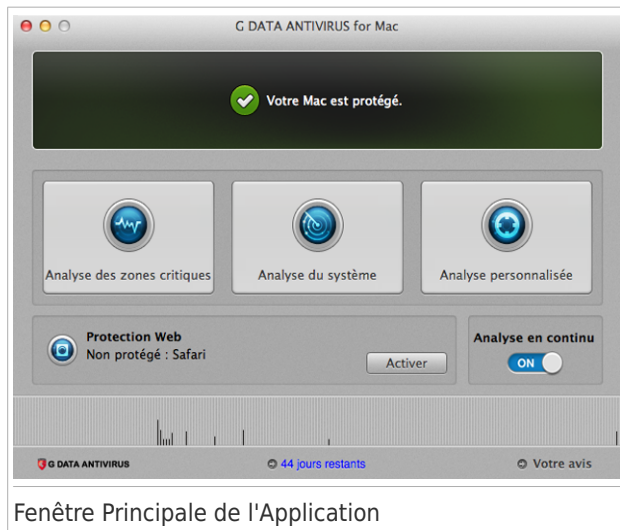 G DATA ANTIVIRUS for Mac
Votre Mac est protégé.
Analyse des zones critiques
Analyse du système
Analyse personnalisée
Protection Web
Non protégé : Safari
Activer
Analyse en continu
ON
G DATA ANTIVIRUS
44 jours restants
Votre avis
Fenêtre Principale de l'Application